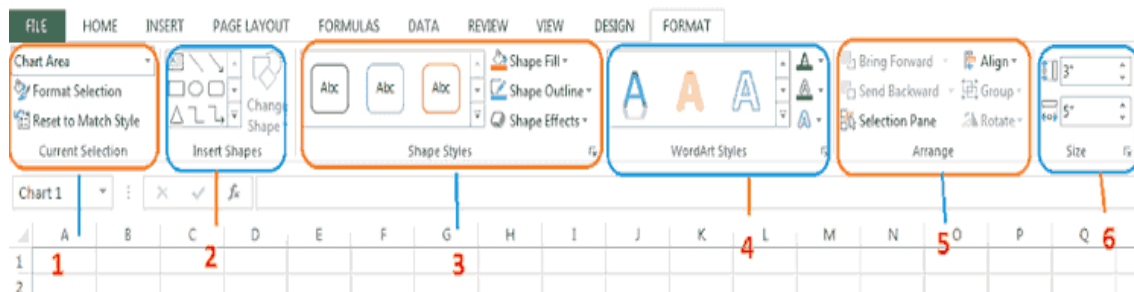 FILE HOME INSERT PAGE LAYOUT FORMULAS DATA REVIEW VIEW DESIGN FORMAT
Chart Area
Format Selection
Reset to Match Style
Current Selection
Change
Shape
Insert Shapes
Abc Abc Abc
Shape Fill
Shape Outline
Shape Effects
Shape Styles
A A A
A
A
A
WordArt Styles
Bring Forward
Send Backward
Selection Pane
Align
Group
Rotate
Arrange
3"
5"
Size
Chart 1
fx
A B C D E F G H I J K L M N O P Q
1 2 3 4 5 6
1
2